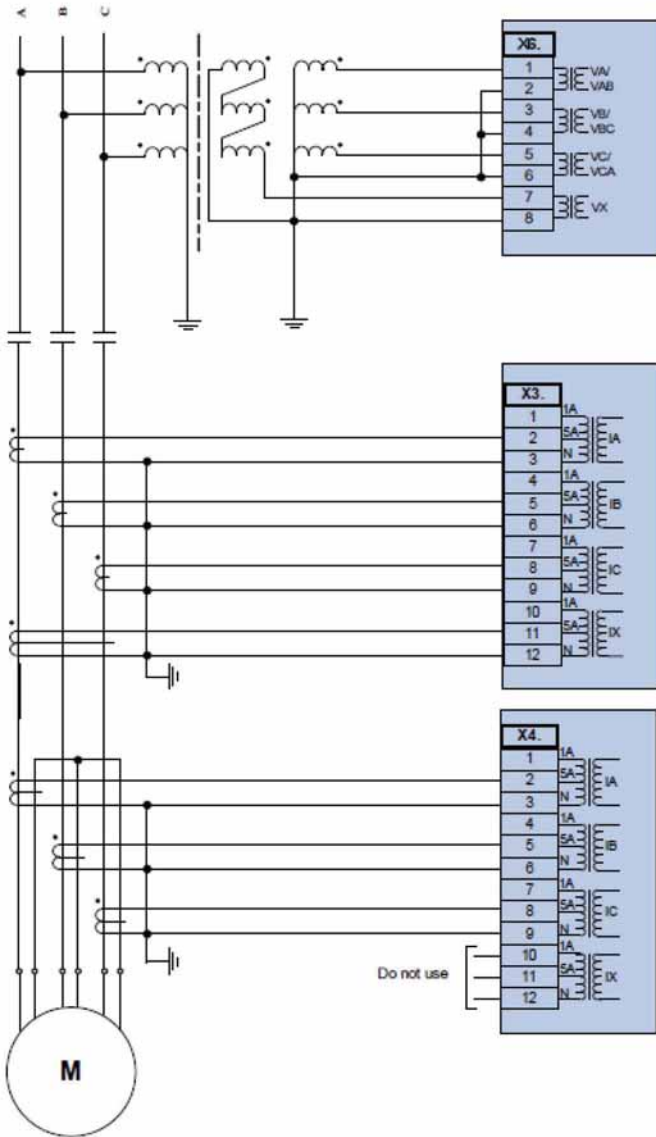 A B C
X6.
1
2
3
4
5
6
7
8
VA/
VAB
VB/
VBC
VC/
VCA
VX
X3.
1
2
3
4
5
6
7
8
9
10
11
12
1A
5A
N
IA
1A
5A
N
IB
1A
5A
N
IC
1A
5A
N
IX
X4.
1
2
3
4
5
6
7
8
9
10
11
12
1A
5A
N
IA
1A
5A
N
IB
1A
5A
N
IC
1A
5A
N
IX
Do not use
M